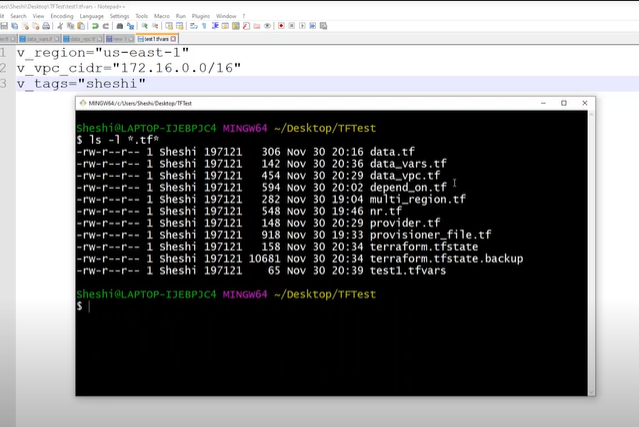 Users\Sheshi\Desktop\TFTest\test1.tfvars - Notepad++
Search View Encoding Language Settings Tools Macro Run Plugins Window ?
data_vars.tf data_vpc.tf new 1 test1.tfvars
1 v_region="us-east-1"
2 v_vpc_cidr="172.16.0.0/16"
3 v_tags="sheshi"
MINGW64:/c/Users/Sheshi/Desktop/TFTest
Sheshi@LAPTOP-IJEBPJC4 MINGW64 ~/Desktop/TFTest
$ ls -l *.tf*
-rw-r--r-- 1 Sheshi 197121 306 Nov 30 20:16 data.tf
-rw-r--r-- 1 Sheshi 197121 142 Nov 30 20:36 data_vars.tf
-rw-r--r-- 1 Sheshi 197121 454 Nov 30 20:29 data_vpc.tf
-rw-r--r-- 1 Sheshi 197121 594 Nov 30 20:02 depend_on.tf
-rw-r--r-- 1 Sheshi 197121 282 Nov 30 19:04 multi_region.tf
-rw-r--r-- 1 Sheshi 197121 548 Nov 30 19:46 nr.tf
-rw-r--r-- 1 Sheshi 197121 148 Nov 30 20:29 provider.tf
-rw-r--r-- 1 Sheshi 197121 918 Nov 30 19:33 provisioner_file.tf
-rw-r--r-- 1 Sheshi 197121 158 Nov 30 20:34 terraform.tfstate
-rw-r--r-- 1 Sheshi 197121 10681 Nov 30 20:34 terraform.tfstate.backup
-rw-r--r-- 1 Sheshi 197121 65 Nov 30 20:39 test1.tfvars
Sheshi@LAPTOP-IJEBPJC4 MINGW64 ~/Desktop/TFTest
$